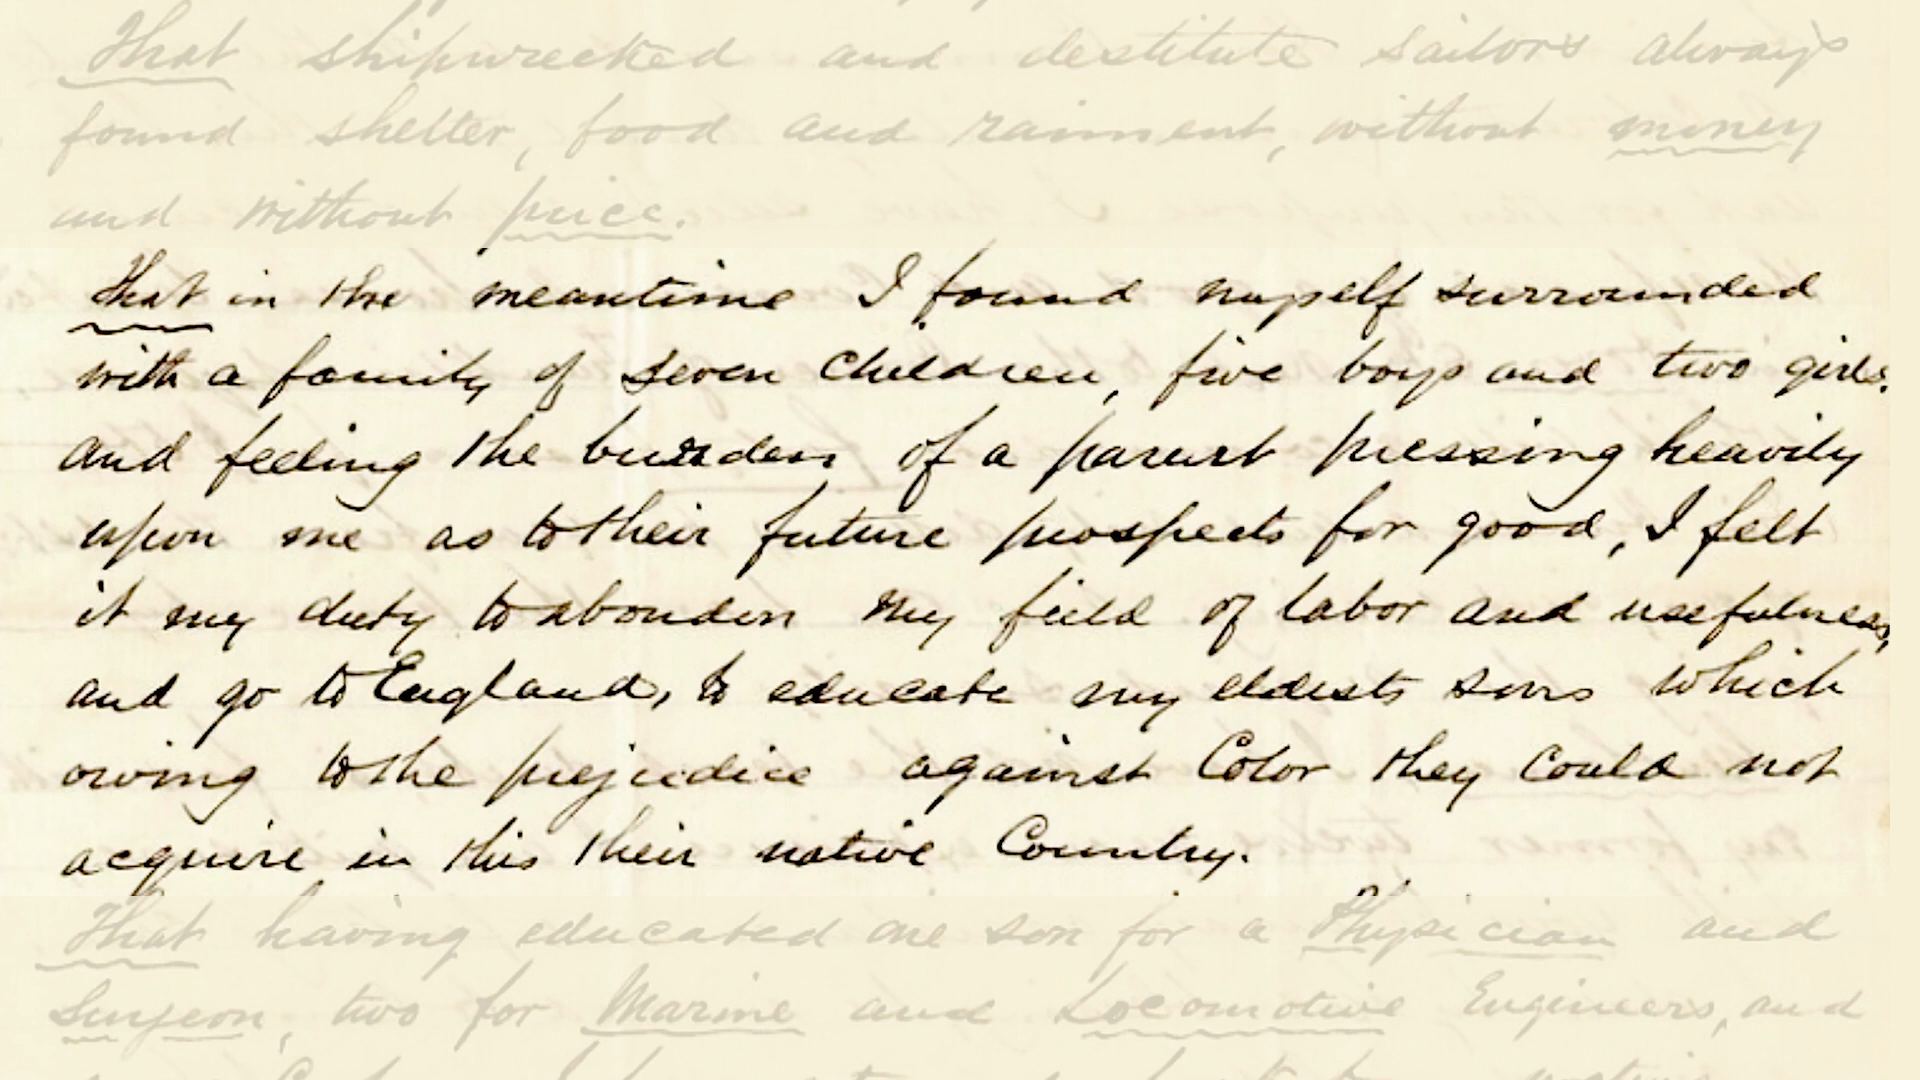 That shipwrecked and destitute sailors always
found shelter, food and raiment, without money
and without price.
That in the meantime I found myself surrounded
with a family of seven children, five boys and two girls.
and feeling the burden of a parent pressing heavily
upon me as to their future prospects for good, I felt
it my duty to abandon my field of labor and usefulness,
and go to England, to educate my eldests sons which
owing to the prejudice against Color they could not
acquire in this their native Country.
That having educated one son for a Physician and
Surgeon, two for Marine and Locomotive Engineers, and